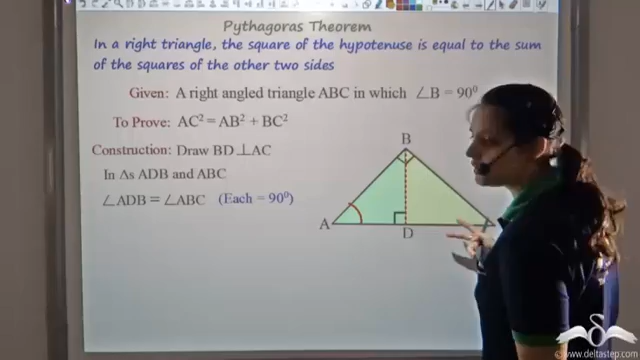 Pythagoras Theorem
In a right triangle, the square of the hypotenuse is equal to the sum
of the squares of the other two sides
Given: A right angled triangle ABC in which ∠B = 90⁰
To Prove: AC² = AB² + BC²
Construction: Draw BD ⊥ AC
In Δs ADB and ABC
∠ADB = ∠ABC (Each = 90⁰)
B
A
D
© www.deltastep.com